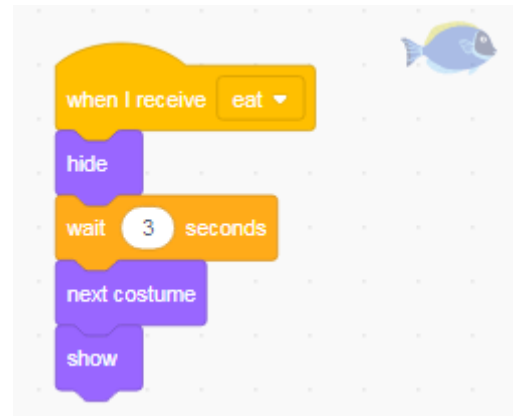 when I receive eat
hide
wait 3 seconds
next costume
show